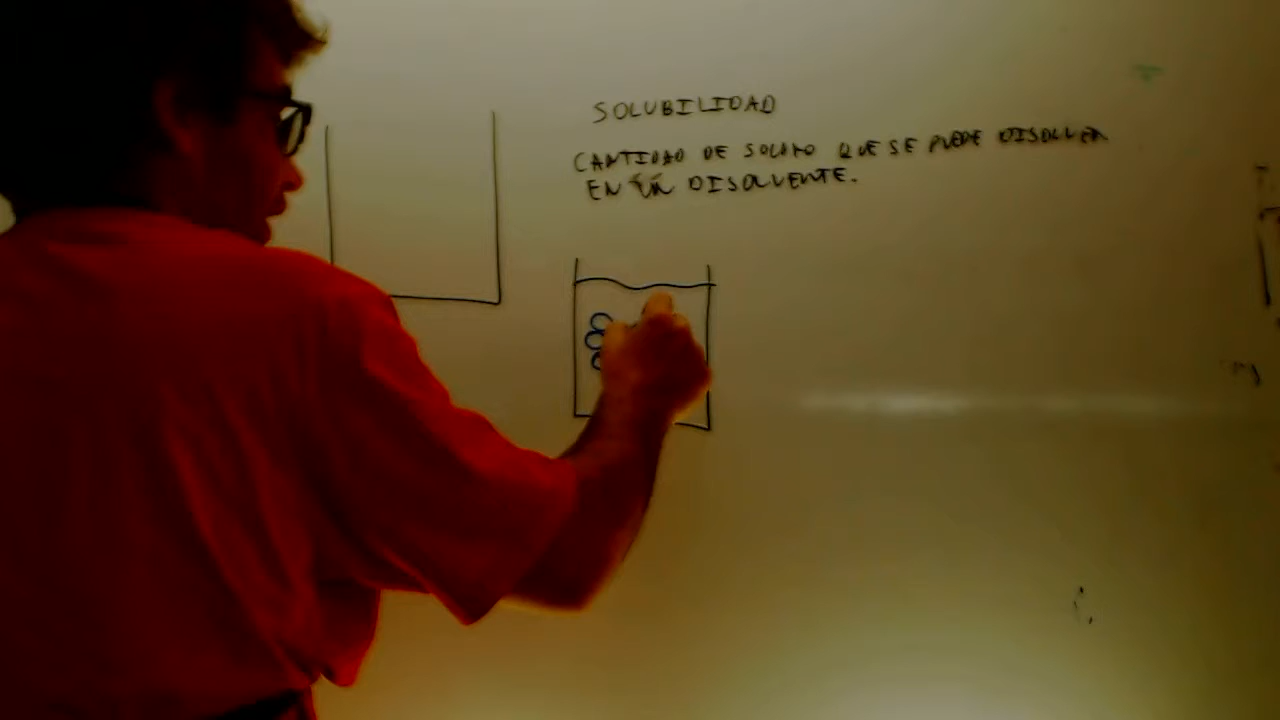 SOLUBILIDAD
CANTIDAD DE SOLUTO QUE SE PUEDE DISOLVER
EN UN DISOLVENTE.